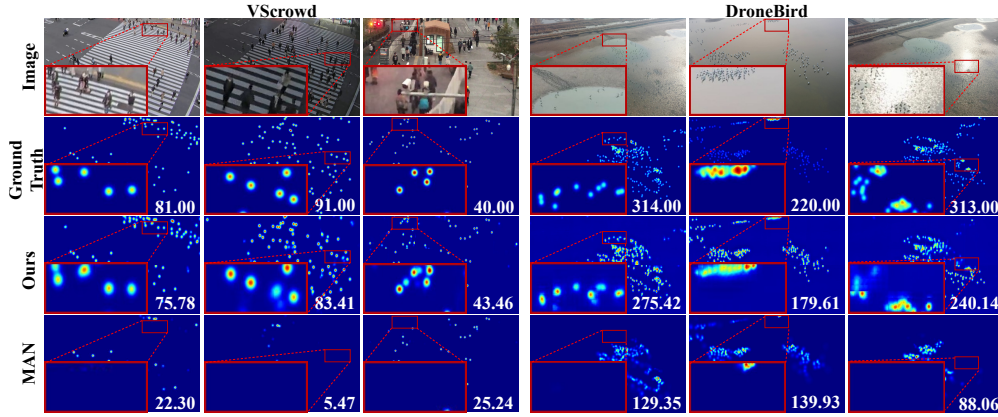 VScrowd DroneBird
Image
Ground
Truth
81.00 91.00 40.00 314.00 220.00 313.00
Ours
75.78 83.41 43.46 275.42 179.61 240.14
MAN
22.30 5.47 25.24 129.35 139.93 88.06